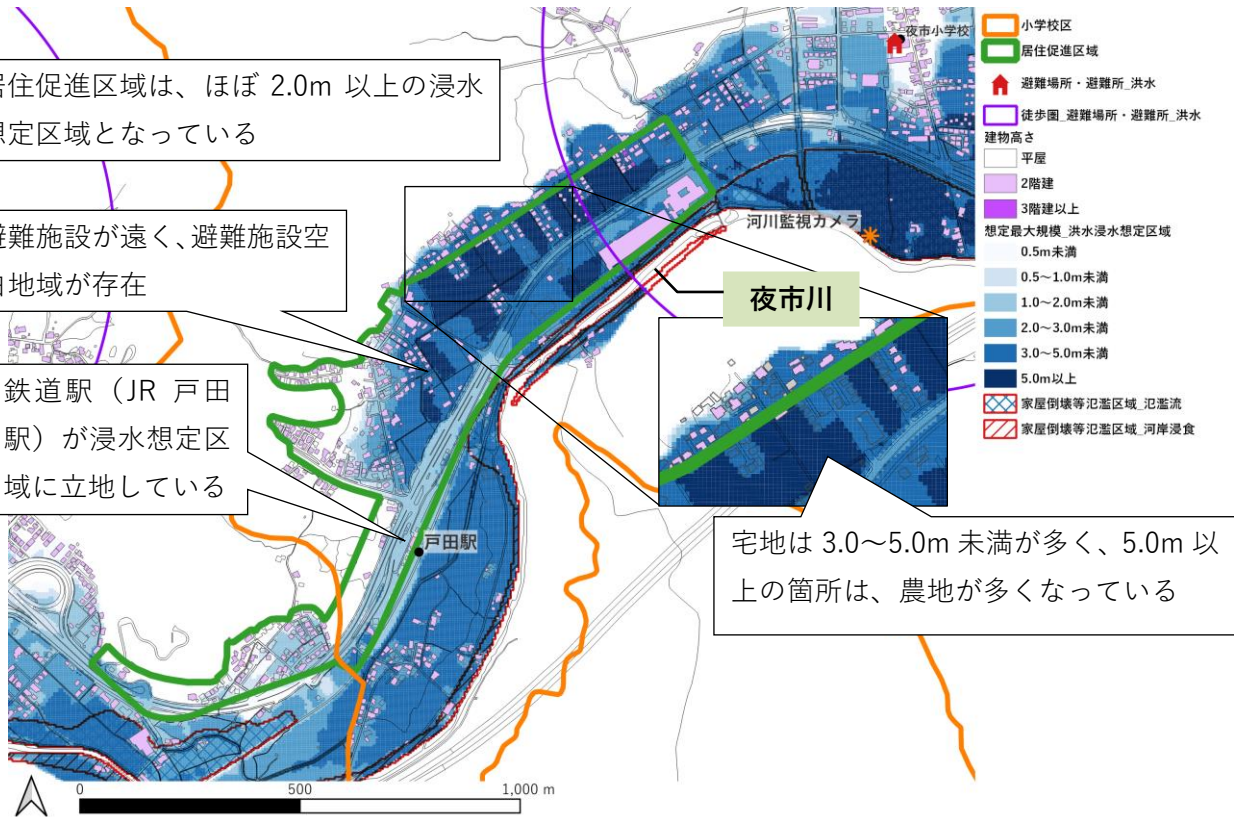 居住促進区域は、ほぼ 2.0m 以上の浸水
想定区域となっている
避難施設が遠く、避難施設空
白地域が存在
鉄道駅（JR 戸田
駅）が浸水想定区
域に立地している
夜市小学校
河川監視カメラ
夜市川
戸田駅
宅地は 3.0～5.0m 未満が多く、5.0m 以
上の箇所は、農地が多くなっている
小学校区
居住促進区域
避難場所・避難所_洪水
徒歩圏_避難場所・避難所_洪水
建物高さ
平屋
2階建
3階建以上
想定最大規模_洪水浸水想定区域
0.5m未満
0.5～1.0m未満
1.0～2.0m未満
2.0～3.0m未満
3.0～5.0m未満
5.0m以上
家屋倒壊等氾濫区域_氾濫流
家屋倒壊等氾濫区域_河岸浸食
0 500 1,000 m